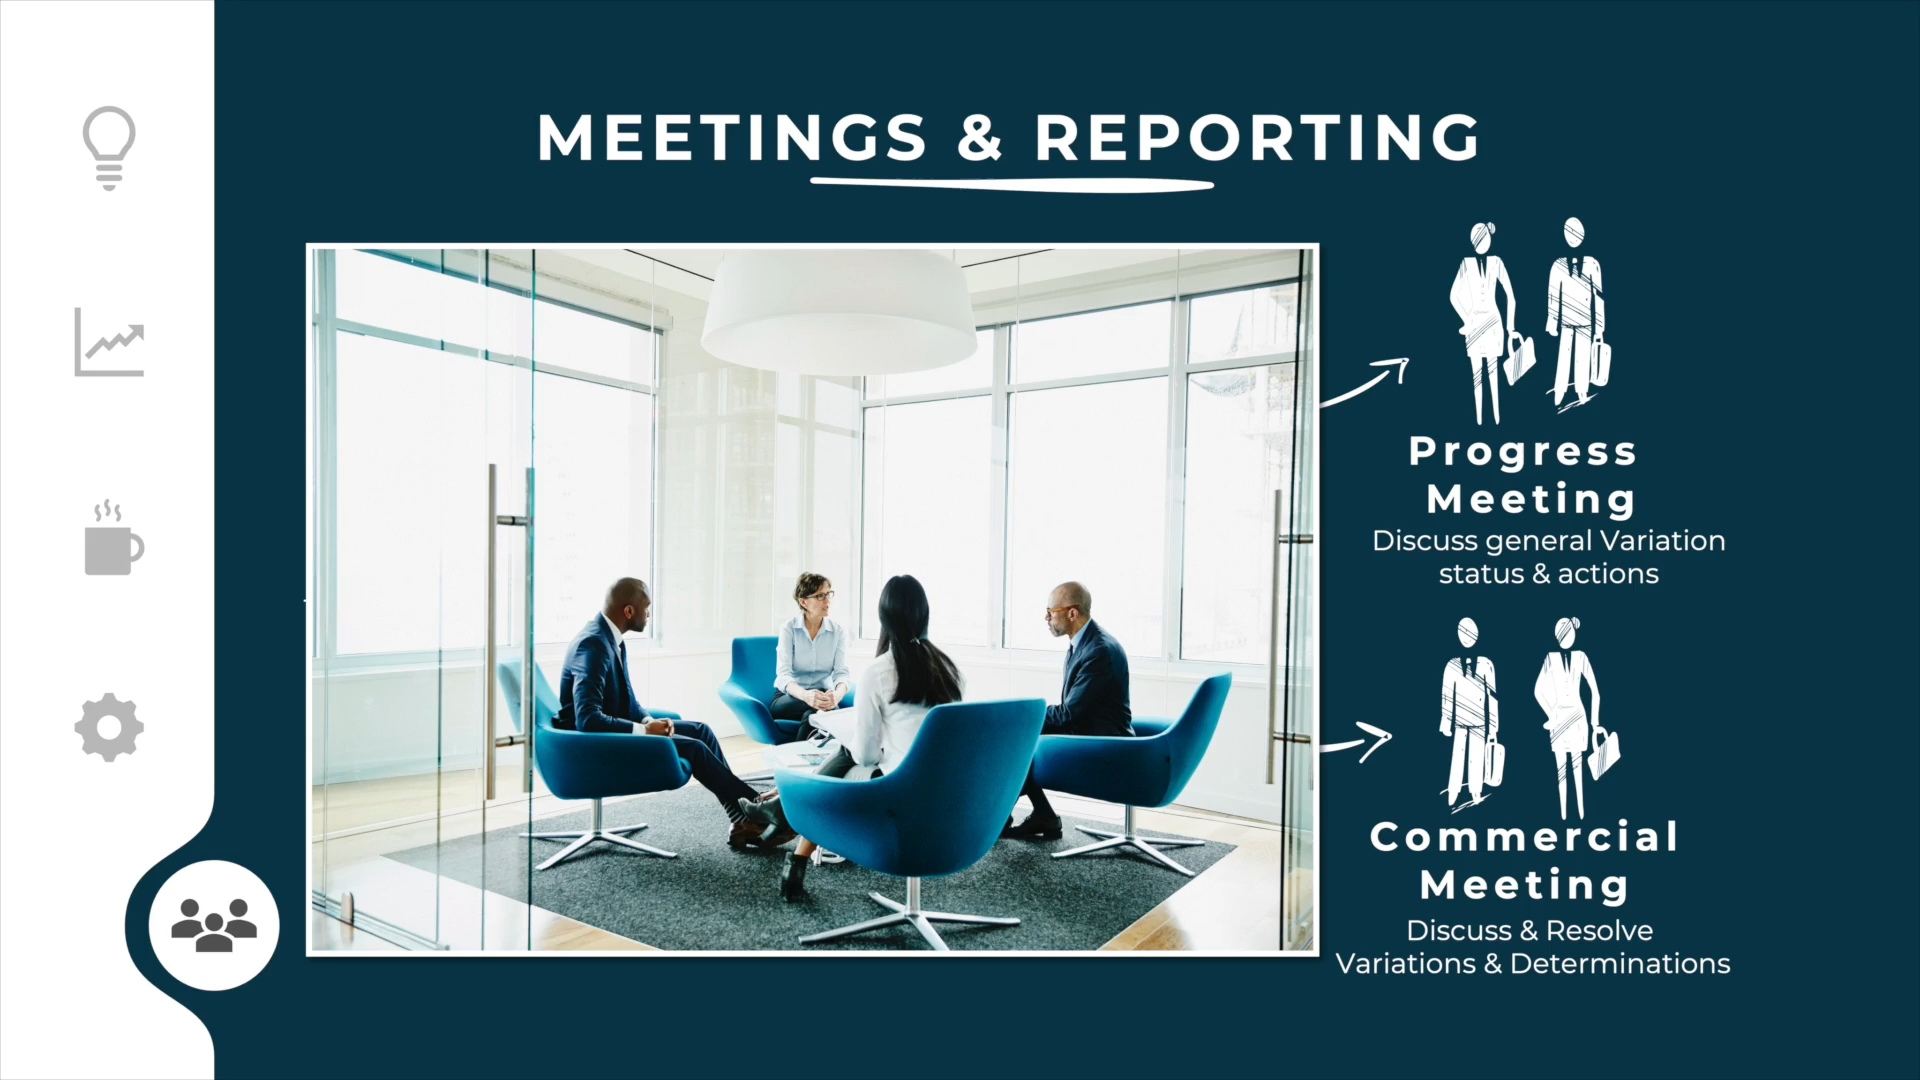 MEETINGS & REPORTING
Progress
Meeting
Discuss general Variation
status & actions
Commercial
Meeting
Discuss & Resolve
Variations & Determinations